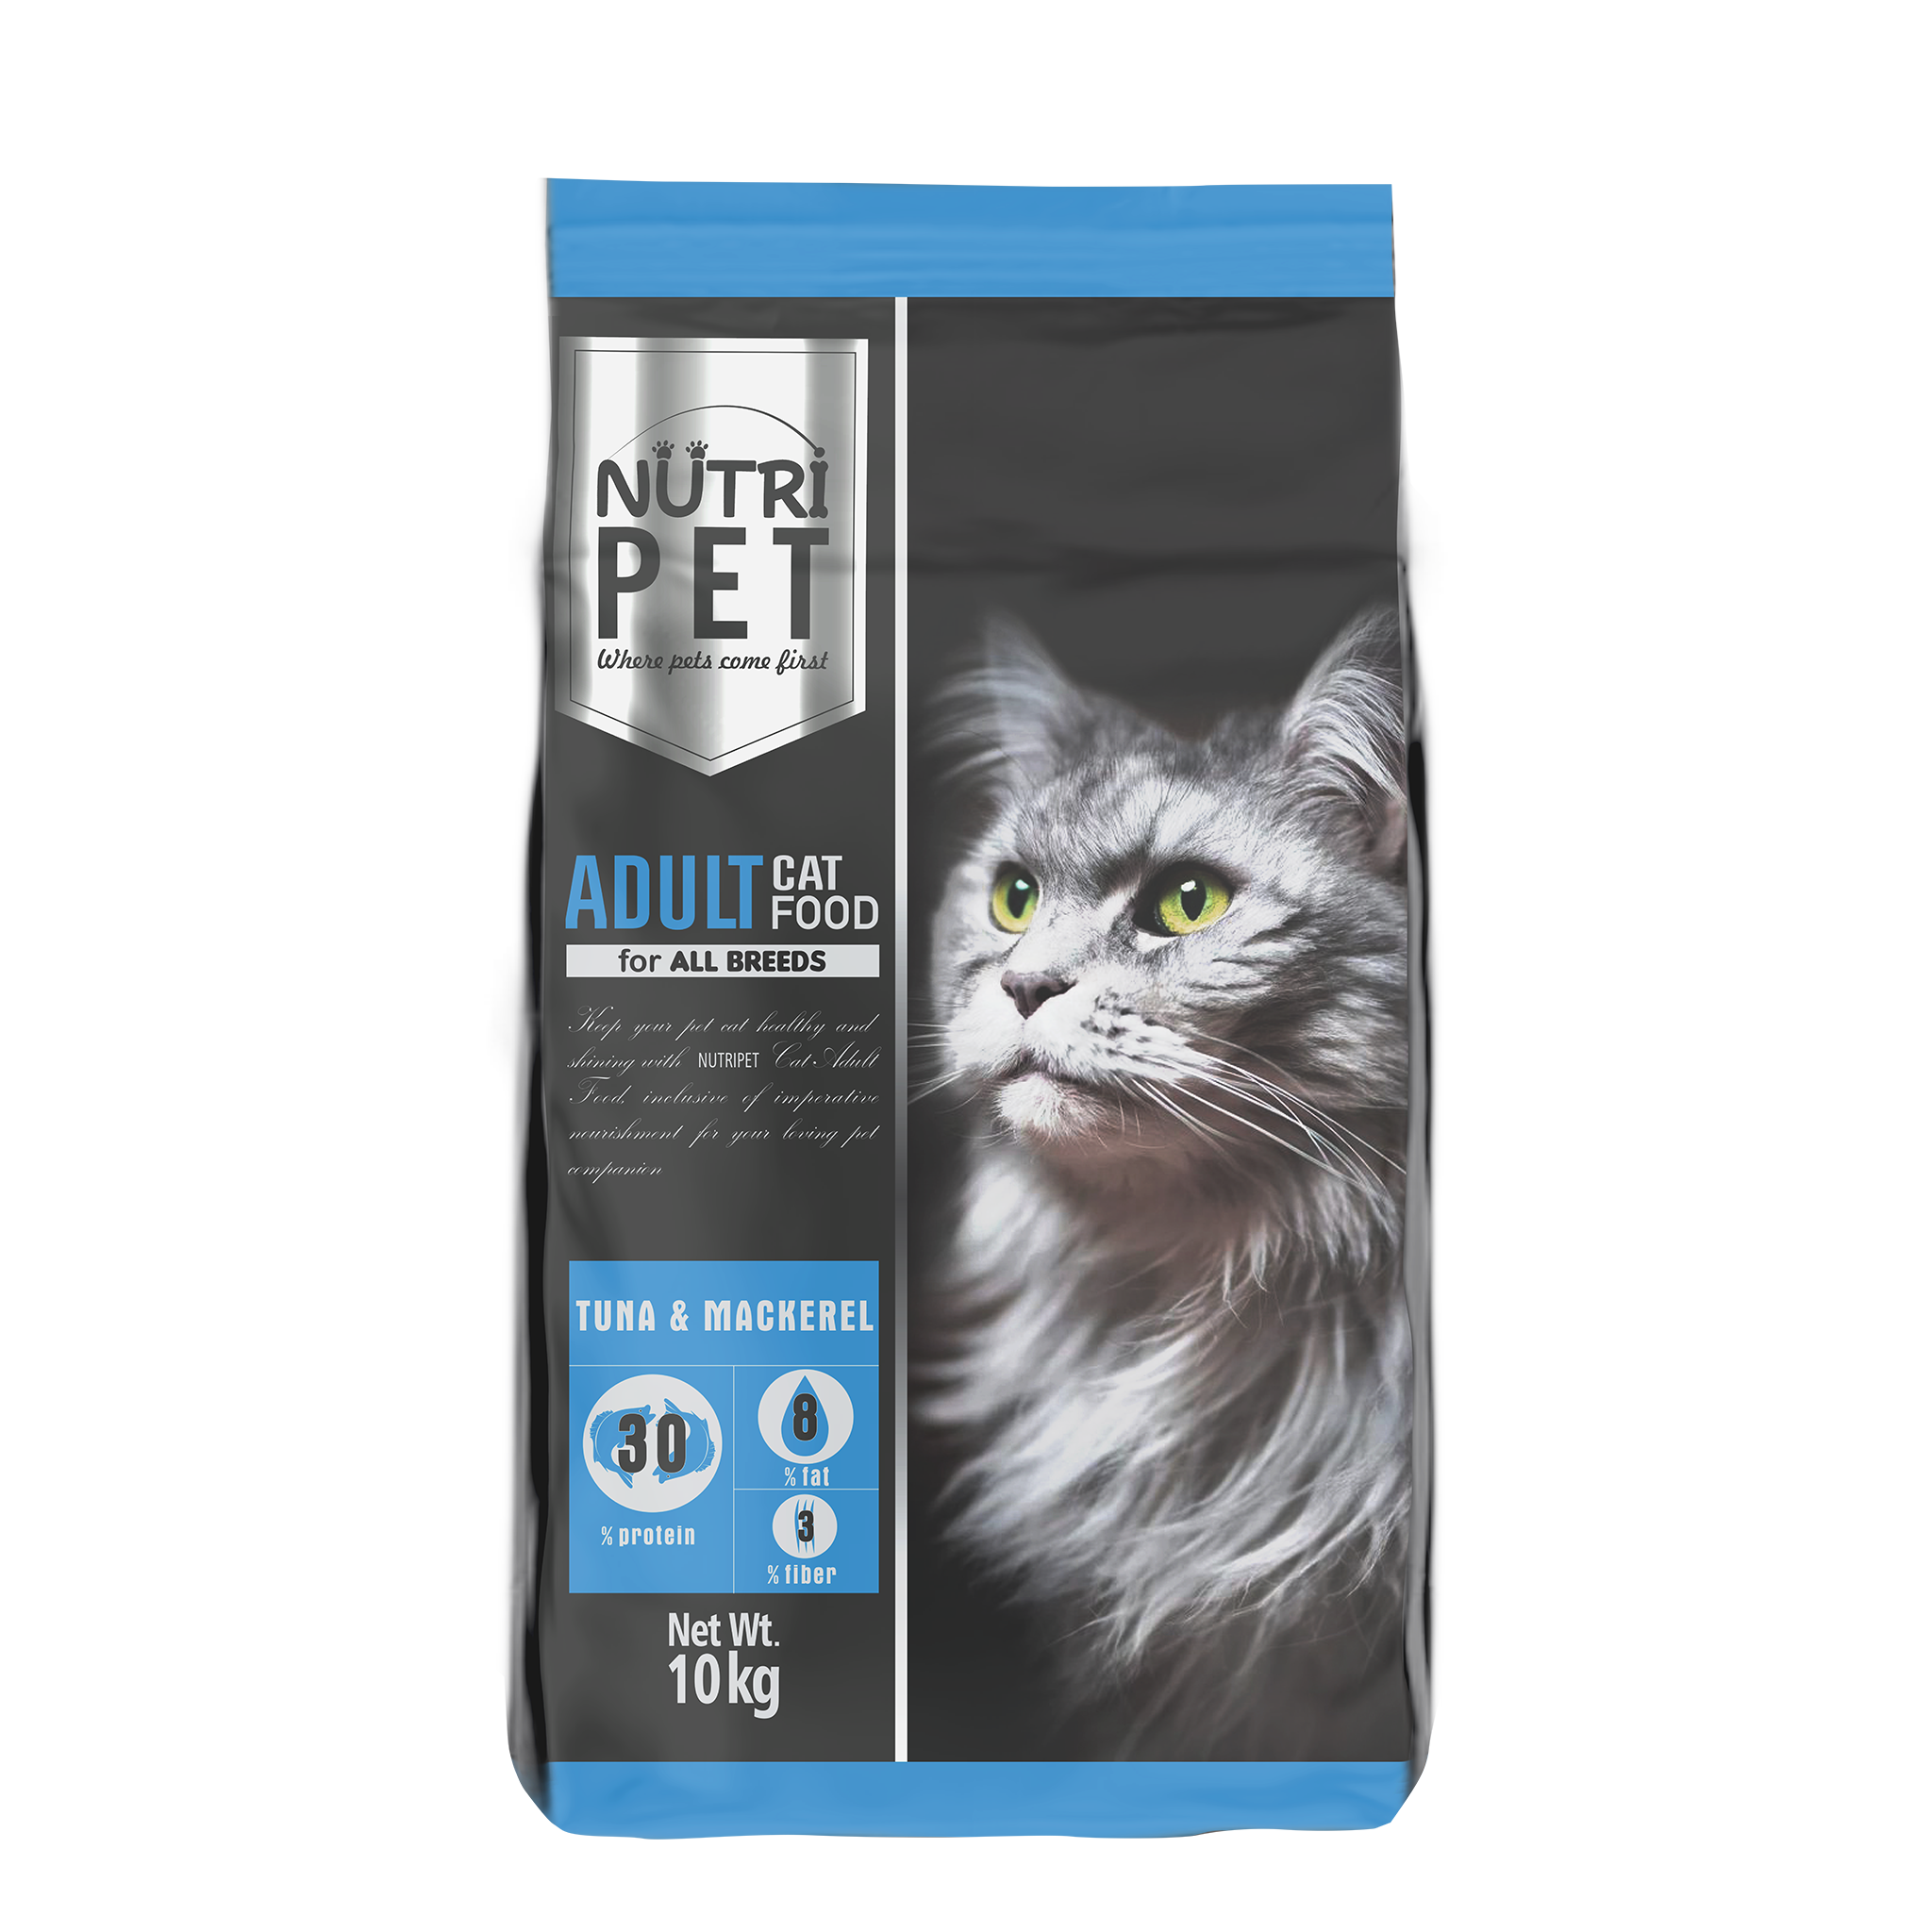 NUTRI
PET
Where pets come first
ADULT CAT
FOOD
for ALL BREEDS
Keep your pet cat healthy and
shining with NUTRIPET Cat Adult
Food, inclusive of imperative
nourishment for your loving pet
companion
TUNA & MACKEREL
30
% protein
8
% fat
3
% fiber
Net Wt.
10kg